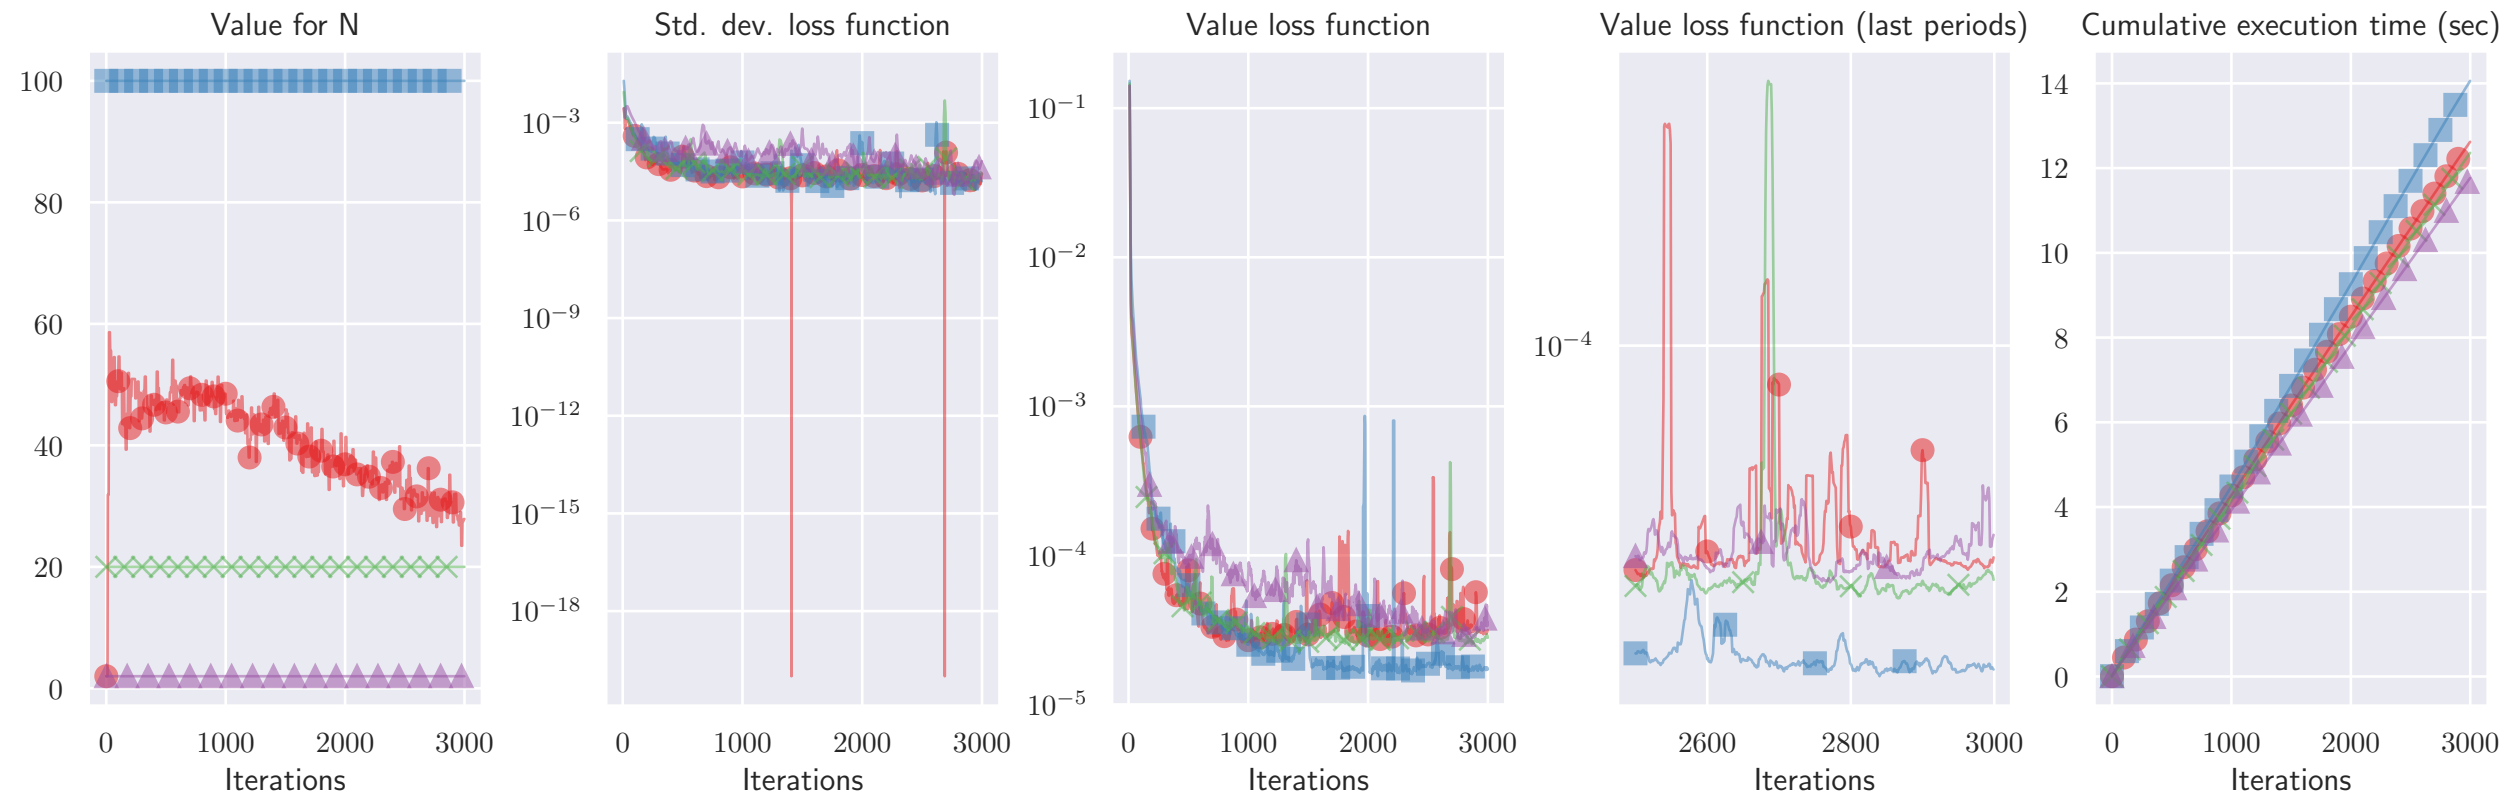 Value for N
100
80
60
40
20
0
0 1000 2000 3000
Iterations
Std. dev. loss function
10⁻³
10⁻⁶
10⁻⁹
10⁻¹²
10⁻¹⁵
10⁻¹⁸
0 1000 2000 3000
Iterations
Value loss function
10⁻¹
10⁻²
10⁻³
10⁻⁴
10⁻⁵
0 1000 2000 3000
Iterations
Value loss function (last periods)
10⁻⁴
2600 2800 3000
Iterations
Cumulative execution time (sec)
14
12
10
8
6
4
2
0
0 1000 2000 3000
Iterations